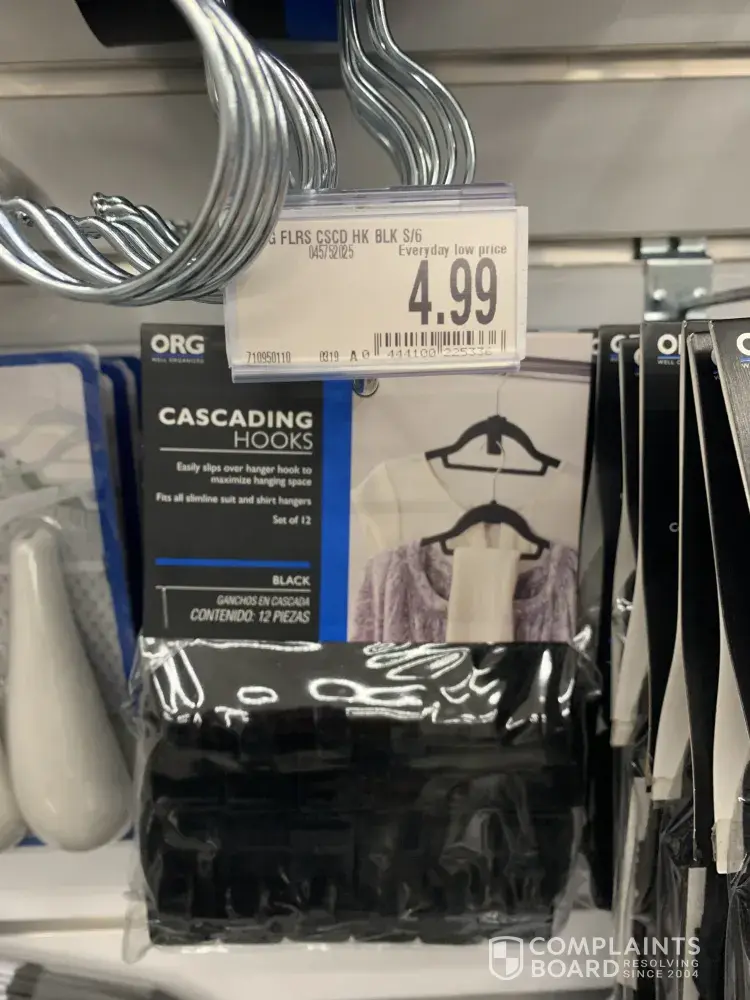 G FLRS CSCD HK BLK S/6
045752025
Everyday low price
4.99
710950110 0319 A 0 444100 225336
ORG
WELL ORGANIZED
CASCADING
HOOKS
Easily slips over hanger hook to
maximize hanging space
Fits all slimline suit and shirt hangers
Set of 12
BLACK
GANCHOS EN CASCADA
CONTENIDO: 12 PIEZAS
COMPLAINTS
BOARD RESOLVING
SINCE 2004